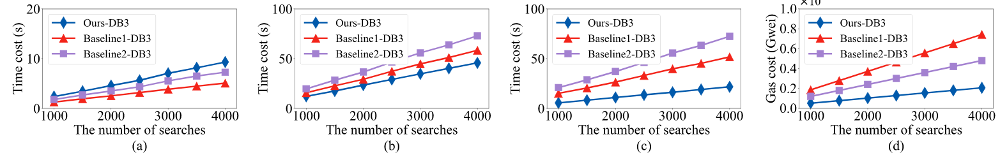 20
10
0
Time cost (s)
Ours-DB3
Baseline1-DB3
Baseline2-DB3
1000 2000 3000 4000
The number of searches
(a)
100
50
0
Time cost (s)
Ours-DB3
Baseline1-DB3
Baseline2-DB3
1000 2000 3000 4000
The number of searches
(b)
100
50
0
Time cost (s)
Ours-DB3
Baseline1-DB3
Baseline2-DB3
1000 2000 3000 4000
The number of searches
(c)
1.0
0.8
0.6
0.4
0.2
0.0
Gas cost (Gwei)
Ours-DB3
Baseline1-DB3
Baseline2-DB3
1000 2000 3000 4000
The number of searches
(d)